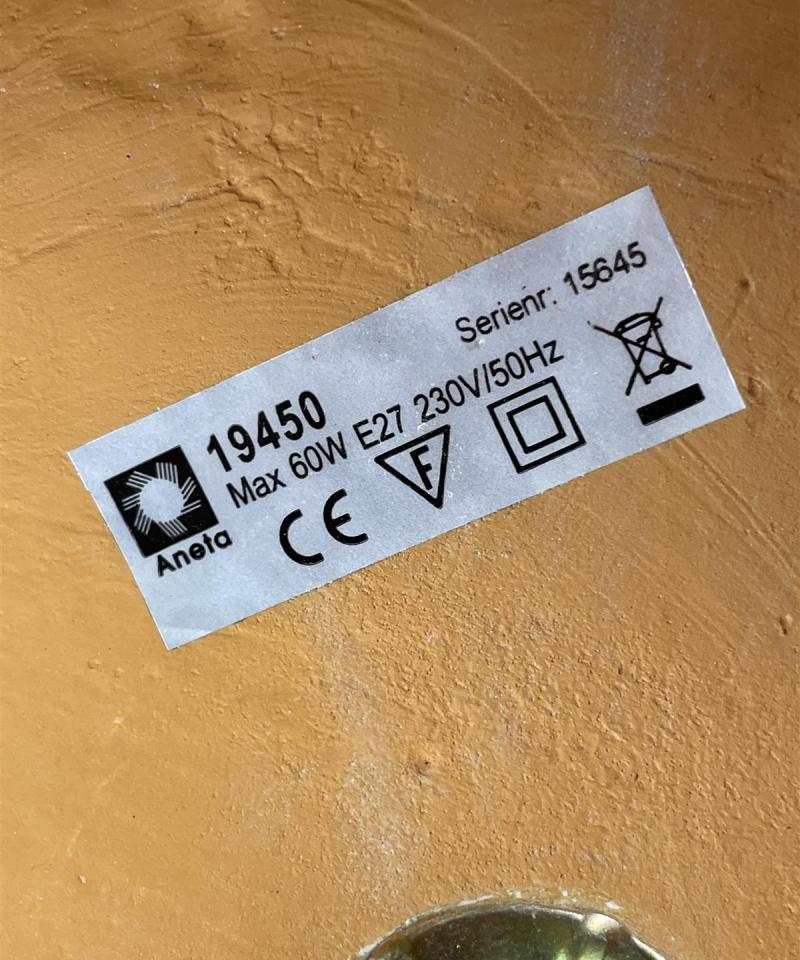 Serienr: 15645
19450
Max 60W E27 230V/50Hz
F
CE
Aneta